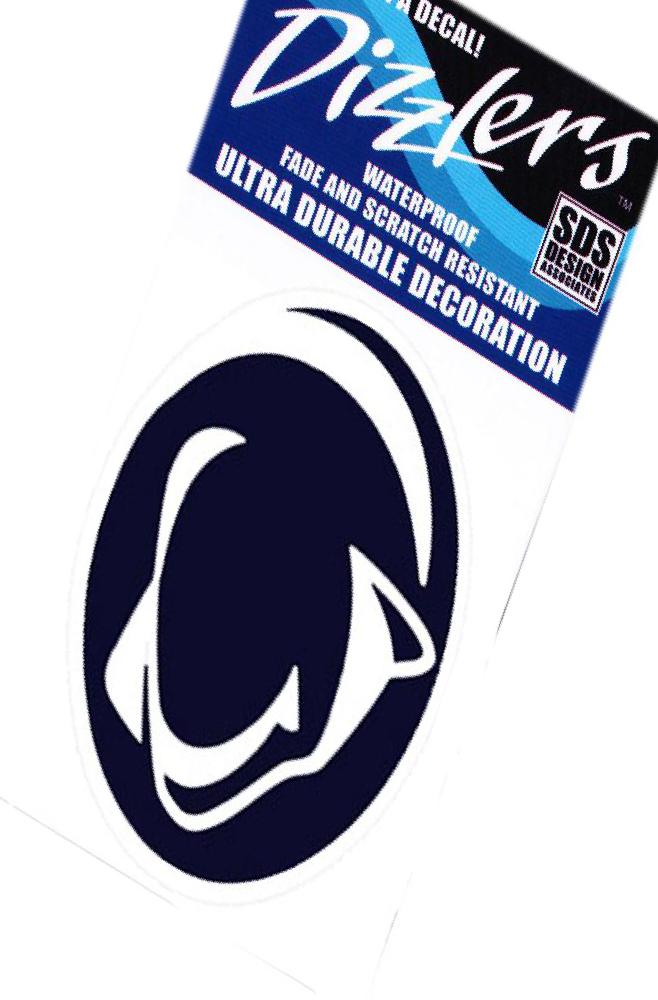 A DECAL!
Dizzlers
TM
WATERPROOF
FADE AND SCRATCH RESISTANT
ULTRA DURABLE DECORATION
SDS
DESIGN
ASSOCIATES